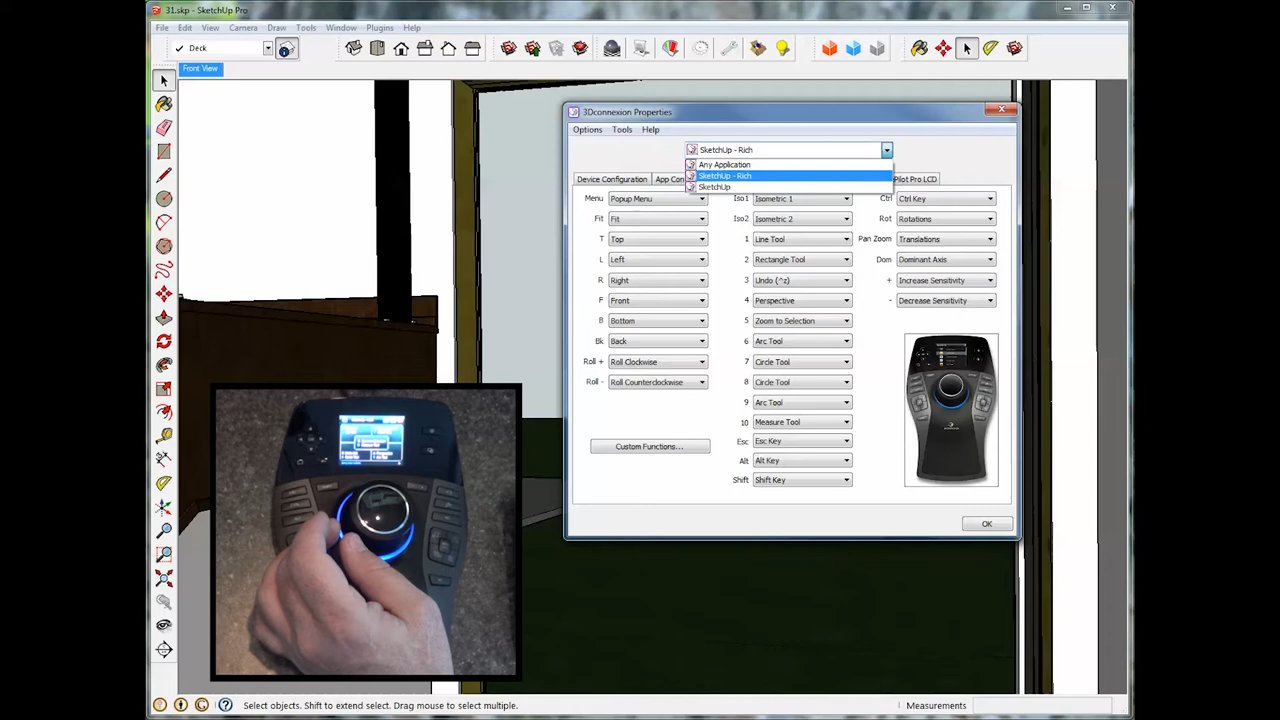 31.skp - SketchUp Pro
File Edit View Camera Draw Tools Window Plugins Help
Deck
Front View
3Dconnexion Properties
Options Tools Help
SketchUp - Rich
Any Application
SketchUp - Rich
SketchUp
Device Configuration App Con Pilot Pro LCD
Menu Popup Menu Iso1 Isometric 1 Ctrl Ctrl Key
Fit Fit Iso2 Isometric 2 Rot Rotations
T Top 1 Line Tool Pan Zoom Translations
L Left 2 Rectangle Tool Dom Dominant Axis
R Right 3 Undo (^z) + Increase Sensitivity
F Front 4 Perspective - Decrease Sensitivity
B Bottom 5 Zoom to Selection
Bk Back 6 Arc Tool
Roll + Roll Clockwise 7 Circle Tool
Roll - Roll Counterclockwise 8 Circle Tool
9 Arc Tool
10 Measure Tool
Custom Functions... Esc Esc Key
Alt Alt Key
Shift Shift Key
OK
Select objects. Shift to extend select. Drag mouse to select multiple. Measurements